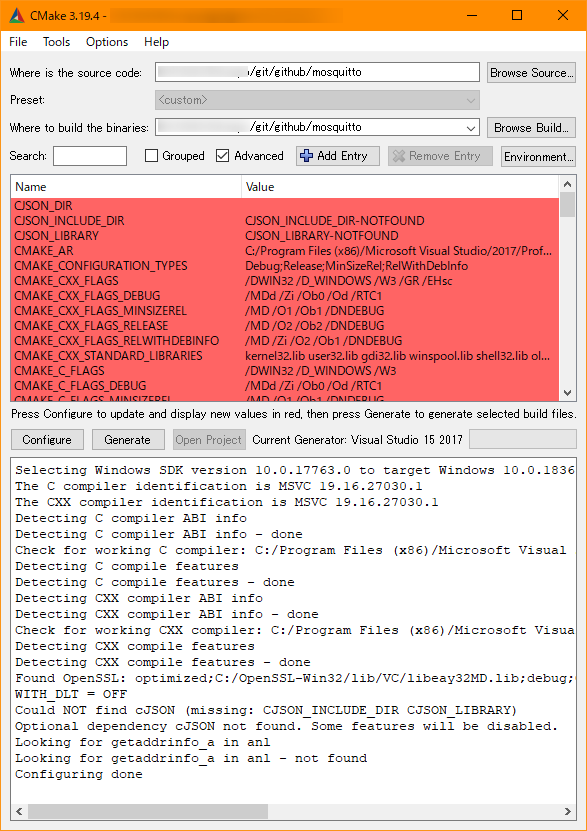 CMake 3.19.4 -
File Tools Options Help
Where is the source code: /git/github/mosquitto Browse Source...
Preset: <custom>
Where to build the binaries: /git/github/mosquitto Browse Build...
Search: Grouped Advanced Add Entry Remove Entry Environment...
Name Value
CJSON_DIR
CJSON_INCLUDE_DIR CJSON_INCLUDE_DIR-NOTFOUND
CJSON_LIBRARY CJSON_LIBRARY-NOTFOUND
CMAKE_AR C:/Program Files (x86)/Microsoft Visual Studio/2017/Prof...
CMAKE_CONFIGURATION_TYPES Debug;Release;MinSizeRel;RelWithDebInfo
CMAKE_CXX_FLAGS /DWIN32 /D_WINDOWS /W3 /GR /EHsc
CMAKE_CXX_FLAGS_DEBUG /MDd /Zi /Ob0 /Od /RTC1
CMAKE_CXX_FLAGS_MINSIZEREL /MD /O1 /Ob1 /DNDEBUG
CMAKE_CXX_FLAGS_RELEASE /MD /O2 /Ob2 /DNDEBUG
CMAKE_CXX_FLAGS_RELWITHDEBINFO /MD /Zi /O2 /Ob1 /DNDEBUG
CMAKE_CXX_STANDARD_LIBRARIES kernel32.lib user32.lib gdi32.lib winspool.lib shell32.lib ol...
CMAKE_C_FLAGS /DWIN32 /D_WINDOWS /W3
CMAKE_C_FLAGS_DEBUG /MDd /Zi /Ob0 /Od /RTC1
CMAKE_C_FLAGS_MINSIZEREL /MD /O1 /Ob1 /DNDEBUG
Press Configure to update and display new values in red, then press Generate to generate selected build files.
Configure Generate Open Project Current Generator: Visual Studio 15 2017
Selecting Windows SDK version 10.0.17763.0 to target Windows 10.0.1836
The C compiler identification is MSVC 19.16.27030.1
The CXX compiler identification is MSVC 19.16.27030.1
Detecting C compiler ABI info
Detecting C compiler ABI info - done
Check for working C compiler: C:/Program Files (x86)/Microsoft Visual
Detecting C compile features
Detecting C compile features - done
Detecting CXX compiler ABI info
Detecting CXX compiler ABI info - done
Check for working CXX compiler: C:/Program Files (x86)/Microsoft Visua
Detecting CXX compile features
Detecting CXX compile features - done
Found OpenSSL: optimized;C:/OpenSSL-Win32/lib/VC/libeay32MD.lib;debug;
WITH_DLT = OFF
Could NOT find cJSON (missing: CJSON_INCLUDE_DIR CJSON_LIBRARY)
Optional dependency cJSON not found. Some features will be disabled.
Looking for getaddrinfo_a in anl
Looking for getaddrinfo_a in anl - not found
Configuring done